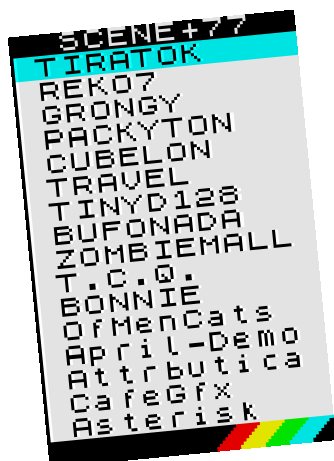 SCENE+77
TIRATOK
REKO7
GRONGY
PACKYTON
CUBELON
TRAVEL
TINYD128
BUFONADA
ZOMBIEMALL
T.C.Q.
BONNIE
OfMenCats
April-Demo
Attrbutica
CafeGfx
Asterisk